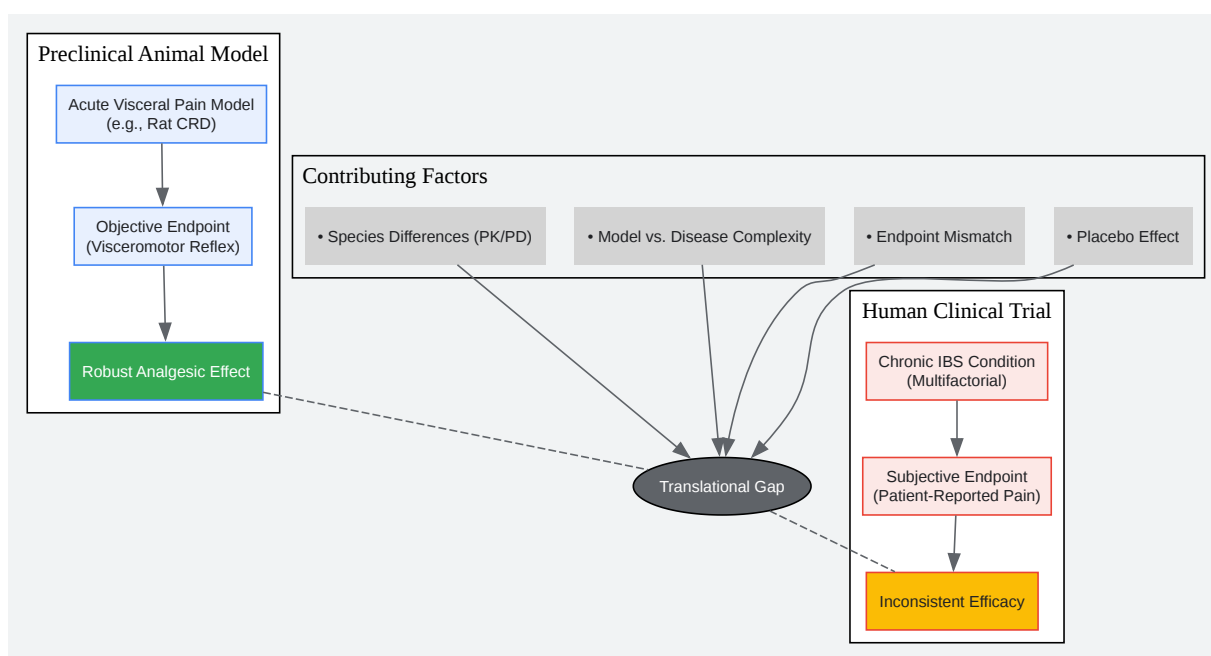 Preclinical Animal Model
Acute Visceral Pain Model
(e.g., Rat CRD)
Objective Endpoint
(Visceromotor Reflex)
Robust Analgesic Effect
Contributing Factors
• Species Differences (PK/PD)
• Model vs. Disease Complexity
• Endpoint Mismatch
• Placebo Effect
Translational Gap
Human Clinical Trial
Chronic IBS Condition
(Multifactorial)
Subjective Endpoint
(Patient-Reported Pain)
Inconsistent Efficacy